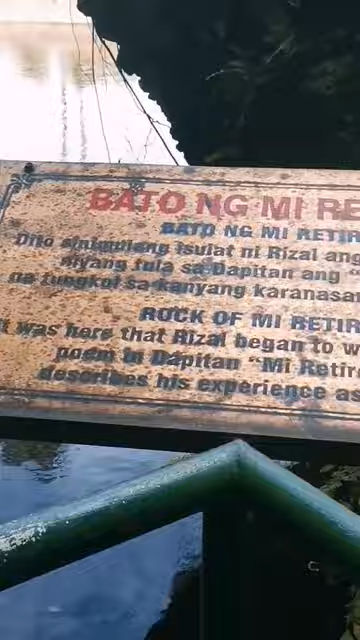 BATO NG MI RE
BATO NG MI RETIR
Dito sinimulang isulat ni Rizal ang
niyang tula sa Dapitan ang "
na tungkol sa kanyang karanasa
ROCK OF MI RETIR
It was here that Rizal began to w
poem in Dapitan "Mi Retir
describes his experience as